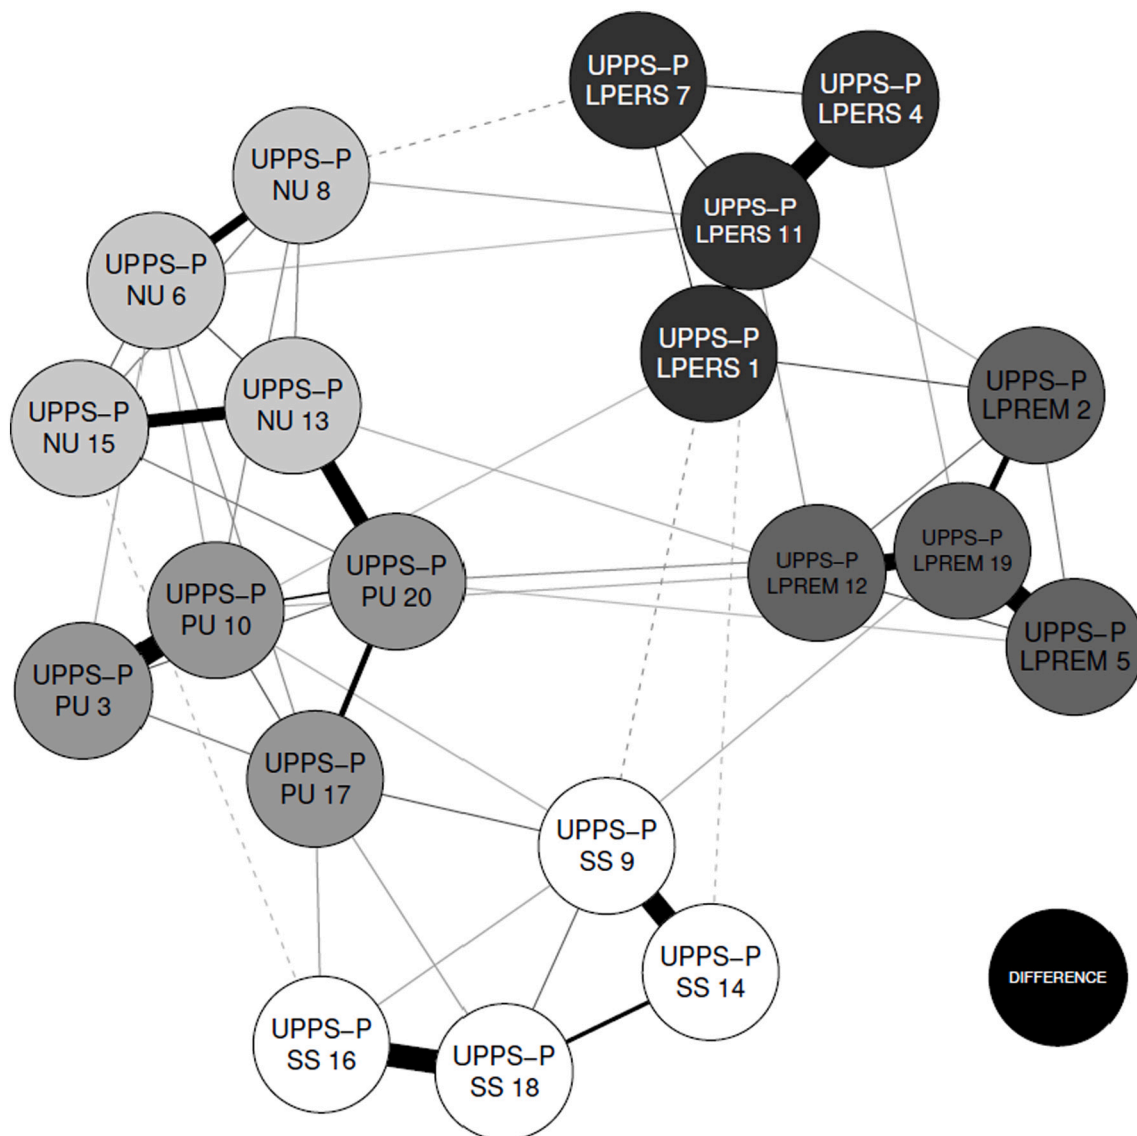 UPPS–P
LPERS 7
UPPS–P
LPERS 4
UPPS–P
NU 8
UPPS–P
LPERS 11
UPPS–P
NU 6
UPPS–P
LPERS 1
UPPS–P
LPREM 2
UPPS–P
NU 13
UPPS–P
NU 15
UPPS–P
LPREM 19
UPPS–P
LPREM 12
UPPS–P
PU 20
UPPS–P
PU 10
UPPS–P
LPREM 5
UPPS–P
PU 3
UPPS–P
PU 17
UPPS–P
SS 9
UPPS–P
SS 14
DIFFERENCE
UPPS–P
SS 16
UPPS–P
SS 18